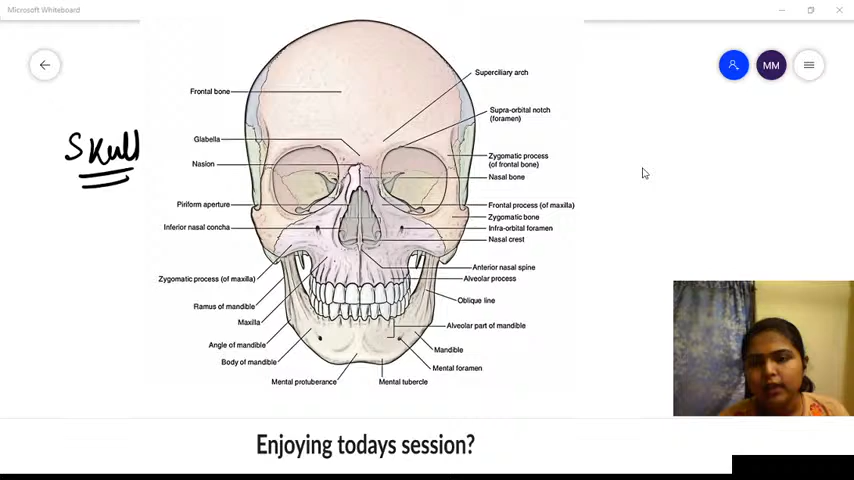 Microsoft Whiteboard
MM
Skull
Superciliary arch
Frontal bone
Supra-orbital notch
(foramen)
Glabella
Nasion
Zygomatic process
(of frontal bone)
Nasal bone
Piriform aperture
Frontal process (of maxilla)
Zygomatic bone
Inferior nasal concha
Infra-orbital foramen
Nasal crest
Anterior nasal spine
Zygomatic process (of maxilla)
Alveolar process
Oblique line
Ramus of mandible
Maxilla
Alveolar part of mandible
Angle of mandible
Mandible
Body of mandible
Mental foramen
Mental protuberance
Mental tubercle
Enjoying todays session?